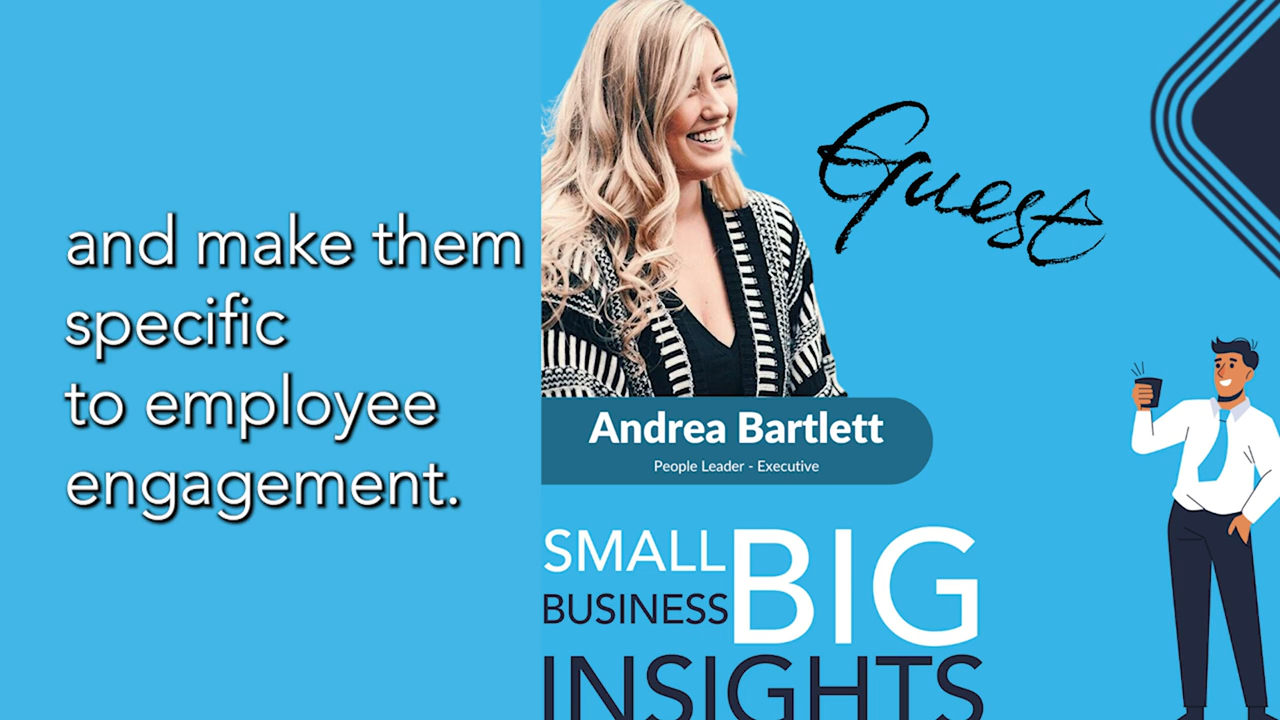 and make them
specific
to employee
engagement.
Guest
Andrea Bartlett
People Leader - Executive
SMALL
BUSINESS
BIG
INSIGHTS